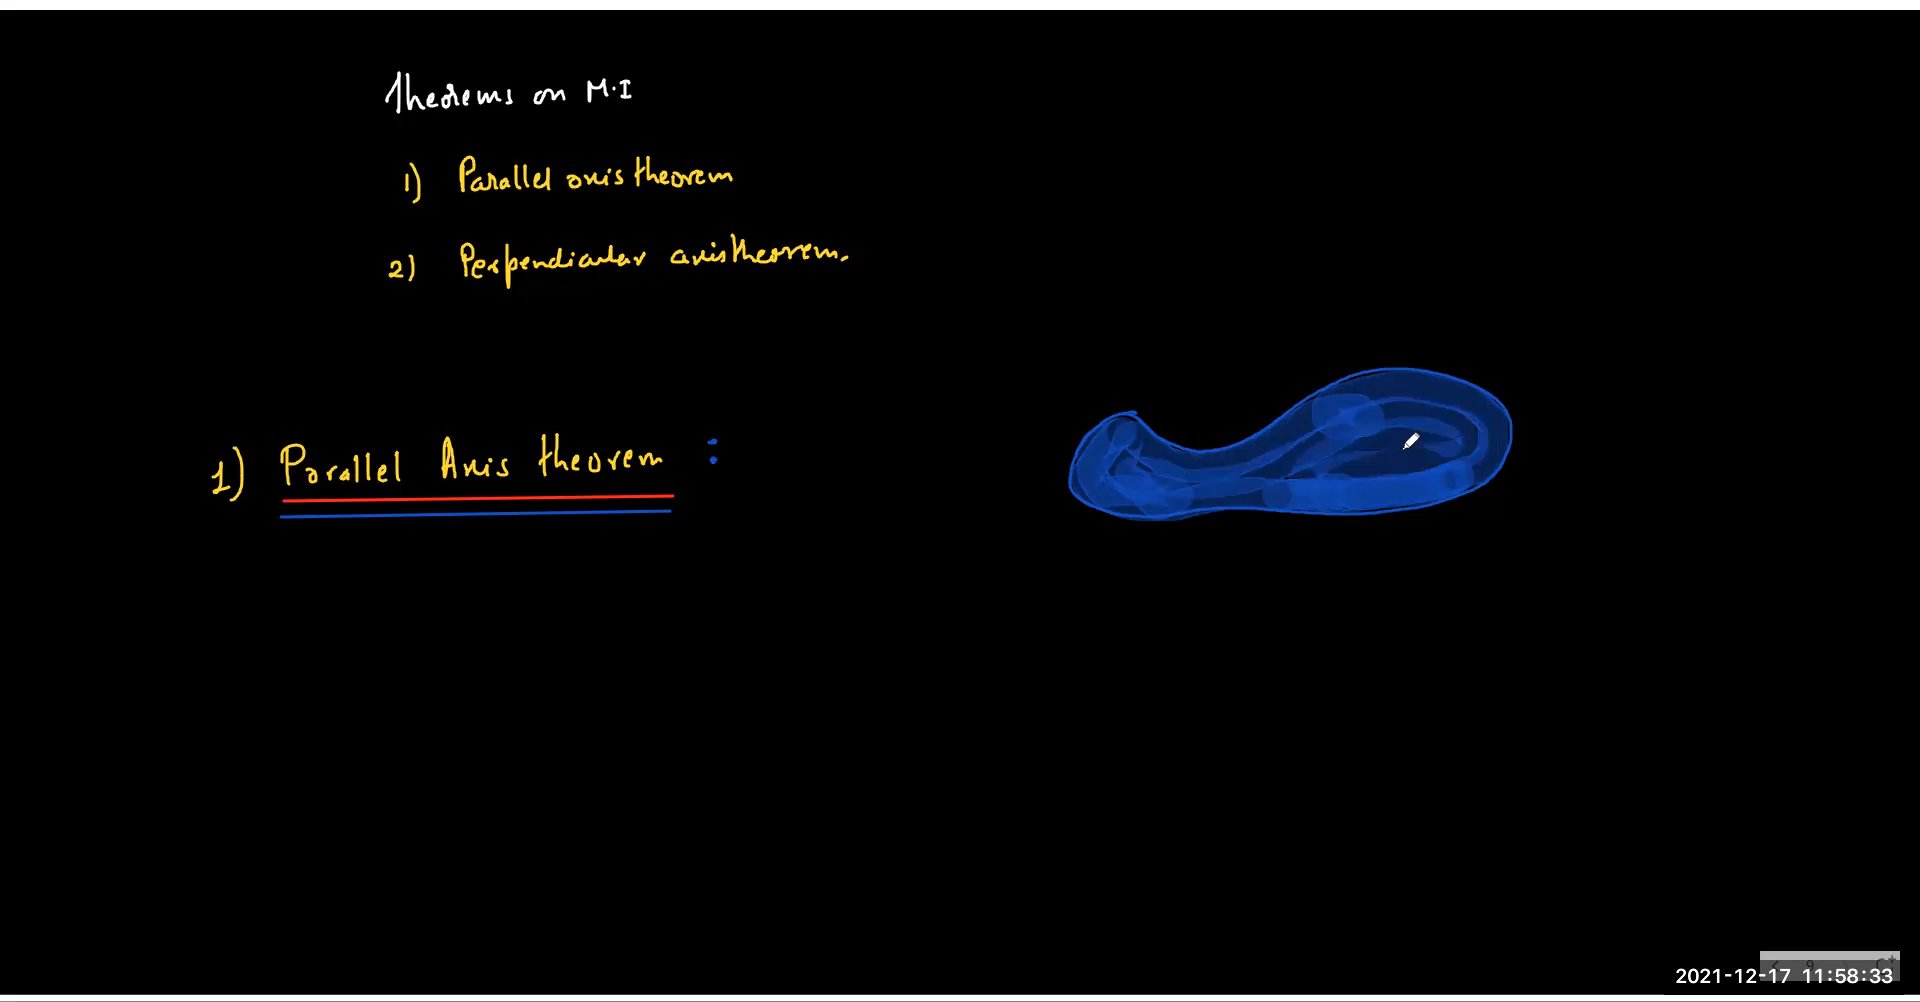 Theorems on M.I
1) Parallel axis theorem
2) Perpendicular axis theorem.
1) Parallel Axis theorem :
2021-12-17 11:58:33